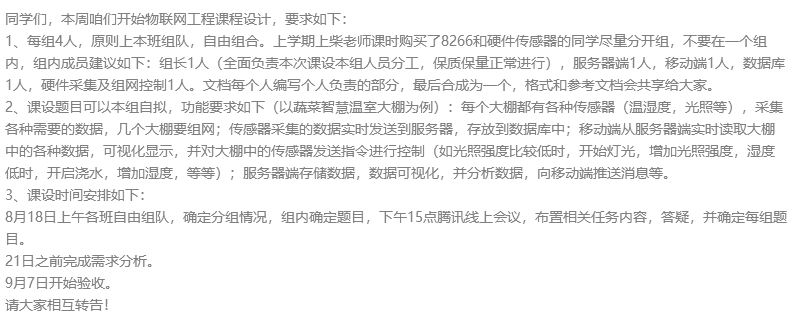 同学们，本周咱们开始物联网工程课程设计，要求如下：
1、每组4人，原则上本班组队，自由组合。上学期上柴老师课时购买了8266和硬件传感器的同学尽量分开组，不要在一个组
内，组内成员建议如下：组长1人（全面负责本次课设本组人员分工，保质保量正常进行），服务器端1人，移动端1人，数据库
1人，硬件采集及组网控制1人。文档每个人编写个人负责的部分，最后合成为一个，格式和参考文档会共享给大家。
2、课设题目可以本组自拟，功能要求如下（以蔬菜智慧温室大棚为例）：每个大棚都有各种传感器（温湿度，光照等），采集
各种需要的数据，几个大棚要组网；传感器采集的数据实时发送到服务器，存放到数据库中；移动端从服务器端实时读取大棚
中的各种数据，可视化显示，并对大棚中的传感器发送指令进行控制（如光照强度比较低时，开始灯光，增加光照强度，湿度
低时，开启浇水，增加湿度，等等）；服务器端存储数据，数据可视化，并分析数据，向移动端推送消息等。
3、课设时间安排如下：
8月18日上午各班自由组队，确定分组情况，组内确定题目，下午15点腾讯线上会议，布置相关任务内容，答疑，并确定每组题
目。
21日之前完成需求分析。
9月7日开始验收。
请大家相互转告！